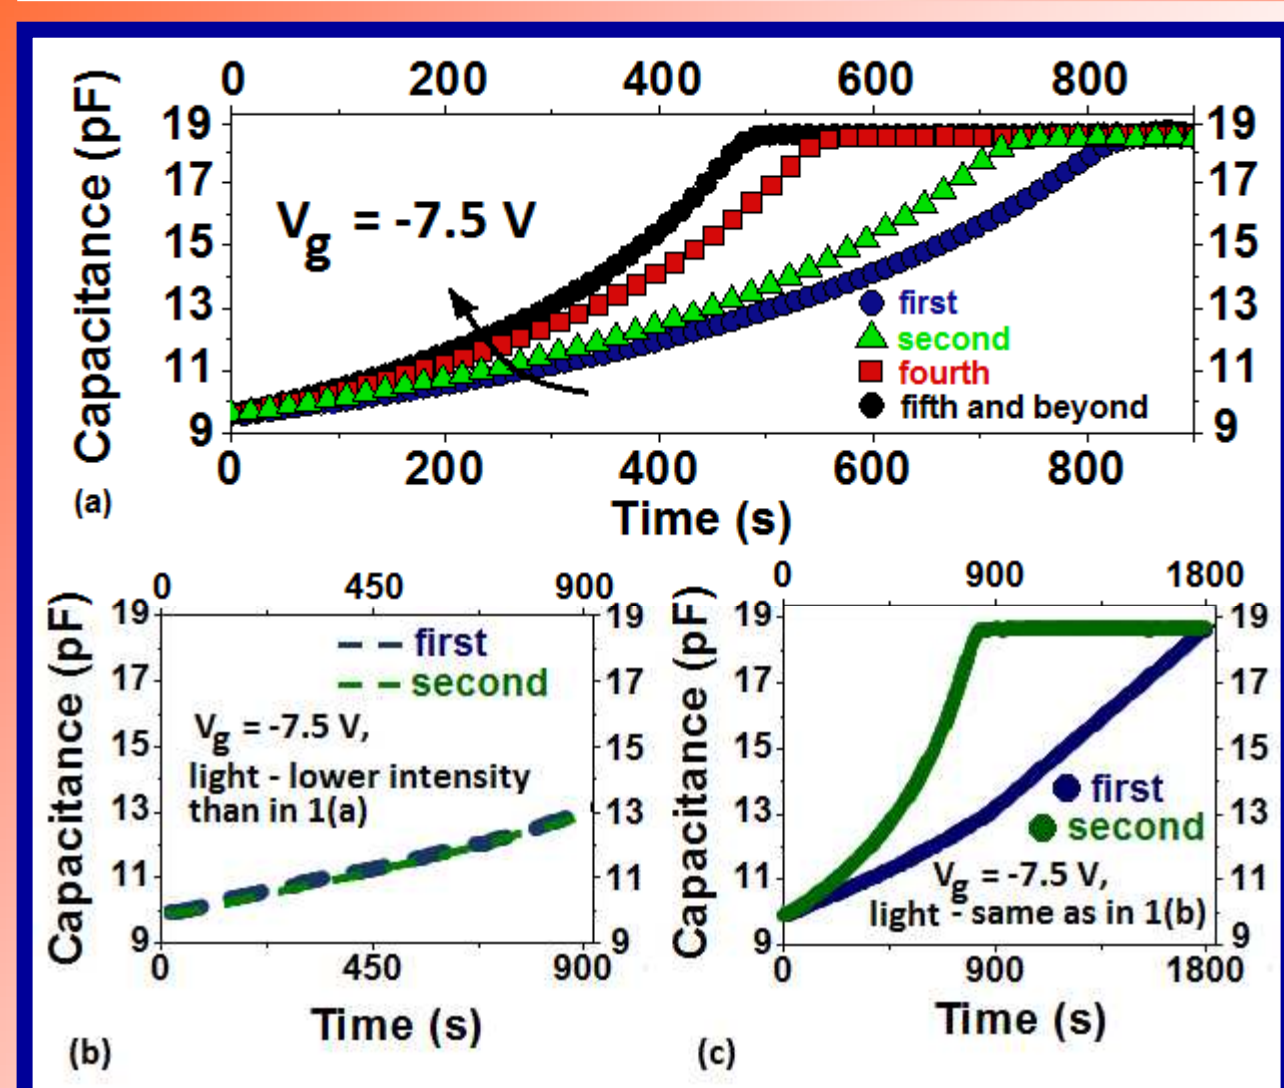 0 200 400 600 800
Capacitance (pF)
19 19
17 17
15 15
13 13
11 11
9 9
Vg = -7.5 V
first
second
fourth
fifth and beyond
0 200 400 600 800
(a)
Time (s)
0 450 900
Capacitance (pF)
19 19
17 17
15 15
13 13
11 11
9 9
first
second
Vg = -7.5 V,
light - lower intensity
than in 1(a)
0 450 900
Time (s)
(b)
0 900 1800
Capacitance (pF)
19 19
17 17
15 15
13 13
11 11
9 9
first
second
Vg = -7.5 V,
light - same as in 1(b)
0 900 1800
Time (s)
(c)